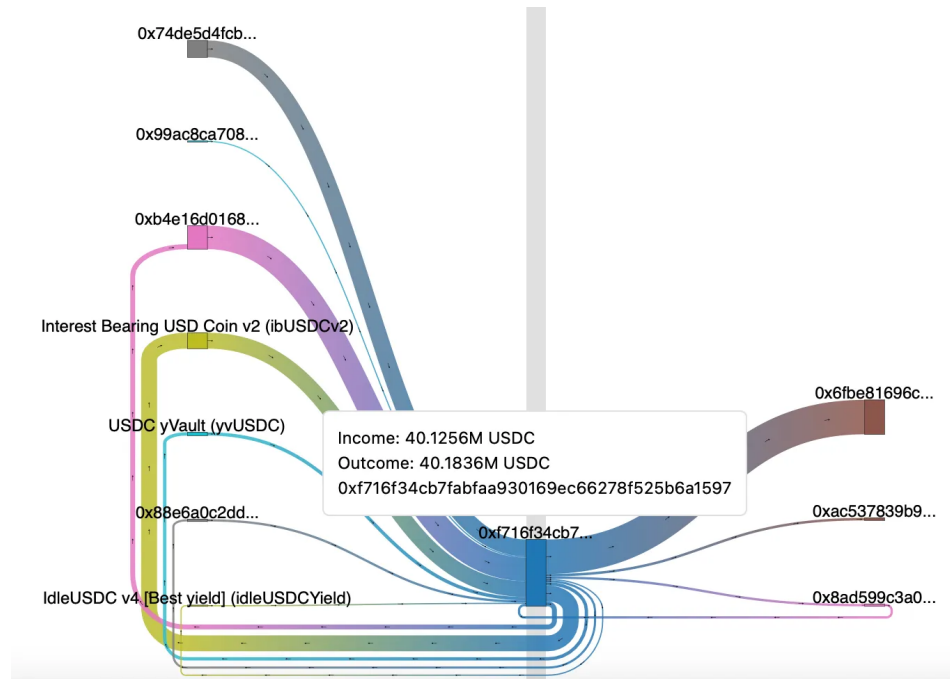 0x74de5d4fcb...
0x99ac8ca708...
0xb4e16d0168...
Interest Bearing USD Coin v2 (ibUSDCv2)
0x6fbe81696c...
USDC yVault (yvUSDC)
Income: 40.1256M USDC
Outcome: 40.1836M USDC
0xf716f34cb7fabfaa930169ec66278f525b6a1597
0x88e6a0c2dd...
0xac537839b9...
0xf716f34cb7...
IdleUSDC v4 [Best yield] (idleUSDCYield)
0x8ad599c3a0...